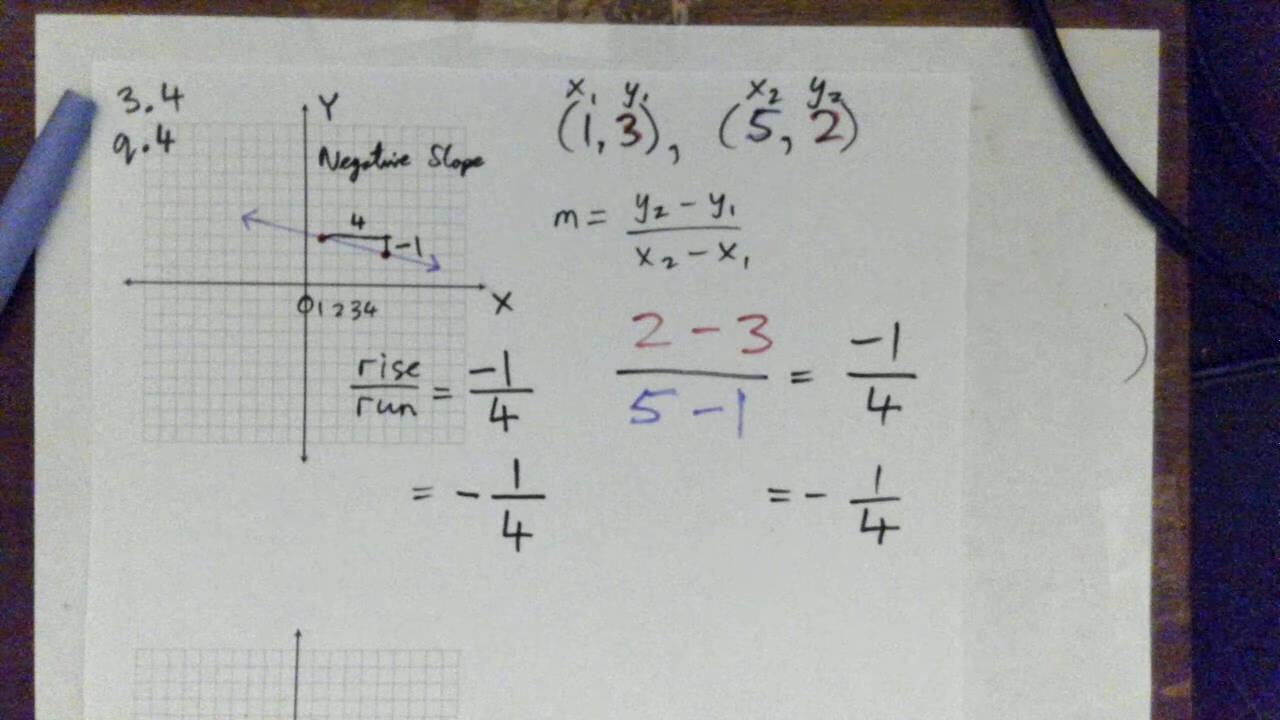 3.4
q.4
Y
Negative Slope
4
-1
X
0 1 2 3 4
rise/run = -1/4
= - 1/4
x₁ y₁ x₂ y₂
(1, 3), (5, 2)
m = y₂ - y₁ / x₂ - x₁
2 - 3 / 5 - 1 = -1/4
= - 1/4